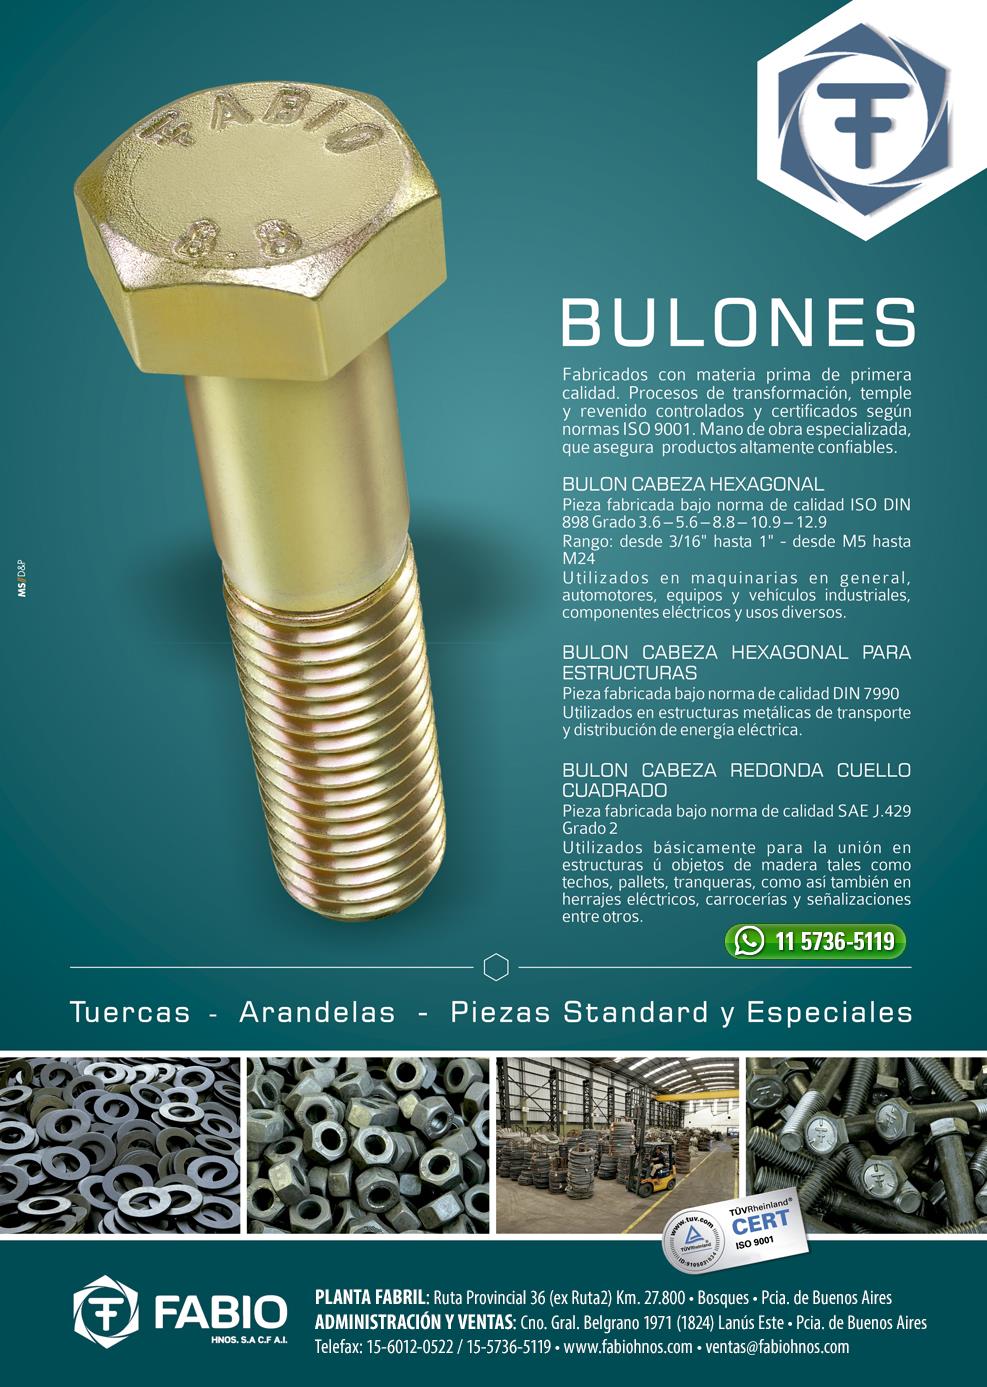 FABIO
8.8
BULONES
Fabricados con materia prima de primera
calidad. Procesos de transformación, temple
y revenido controlados y certificados según
normas ISO 9001. Mano de obra especializada,
que asegura productos altamente confiables.
BULON CABEZA HEXAGONAL
Pieza fabricada bajo norma de calidad ISO DIN
898 Grado 3.6 – 5.6 – 8.8 – 10.9 – 12.9
Rango: desde 3/16" hasta 1" - desde M5 hasta
M24
Utilizados en maquinarias en general,
automotores, equipos y vehículos industriales,
componentes eléctricos y usos diversos.
BULON CABEZA HEXAGONAL PARA
ESTRUCTURAS
Pieza fabricada bajo norma de calidad DIN 7990
Utilizados en estructuras metálicas de transporte
y distribución de energía eléctrica.
BULON CABEZA REDONDA CUELLO
CUADRADO
Pieza fabricada bajo norma de calidad SAE J.429
Grado 2
Utilizados básicamente para la unión en
estructuras ú objetos de madera tales como
techos, pallets, tranqueras, como así también en
herrajes eléctricos, carrocerías y señalizaciones
entre otros.
11 5736-5119
MS//D&P
Tuercas - Arandelas - Piezas Standard y Especiales
www.tuv.com
TÜVRheinland
ID:9105031634
TÜVRheinland®
CERT
ISO 9001
FABIO
HNOS. S.A C.F A.I.
PLANTA FABRIL: Ruta Provincial 36 (ex Ruta2) Km. 27.800 • Bosques • Pcia. de Buenos Aires
ADMINISTRACIÓN Y VENTAS: Cno. Gral. Belgrano 1971 (1824) Lanús Este • Pcia. de Buenos Aires
Telefax: 15-6012-0522 / 15-5736-5119 • www.fabiohnos.com • ventas@fabiohnos.com